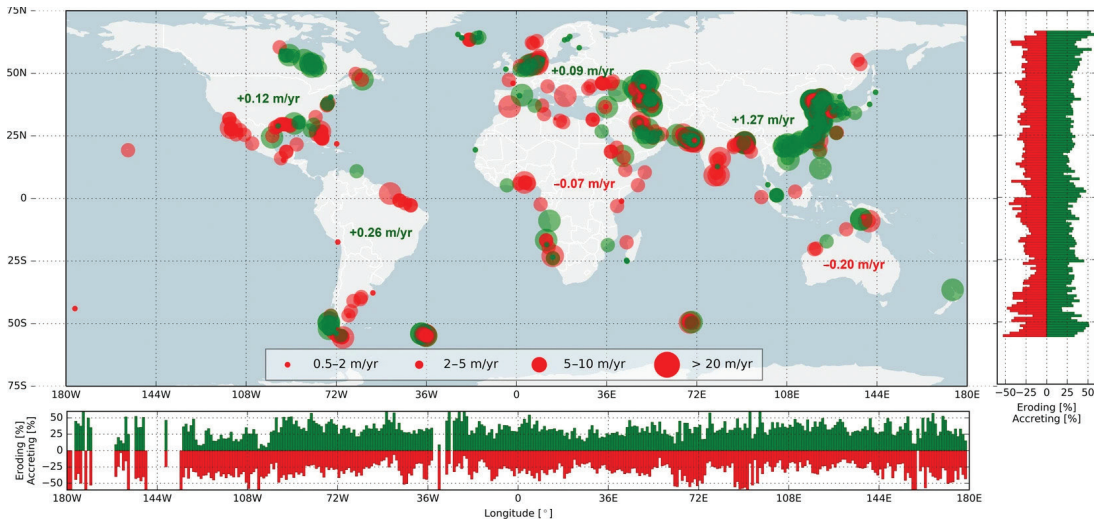 75N
50N
25N
0
25S
50S
75S
+0.12 m/yr
+0.09 m/yr
+1.27 m/yr
−0.07 m/yr
+0.26 m/yr
−0.20 m/yr
0.5–2 m/yr 2–5 m/yr 5–10 m/yr > 20 m/yr
180W 144W 108W 72W 36W 0 36E 72E 108E 144E 180E
−50 −25 0 25 50
Eroding [%]
Accreting [%]
Eroding [%]
Accreting [%]
50
25
0
−25
−50
180W 144W 108W 72W 36W 0 36E 72E 108E 144E 180E
Longitude [°]